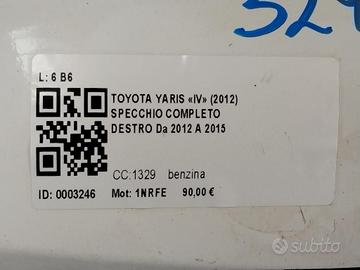 L: 6 B6
TOYOTA YARIS «IV» (2012)
SPECCHIO COMPLETO
DESTRO Da 2012 A 2015
CC:1329 benzina
ID: 0003246 Mot: 1NRFE 90,00 €
subito